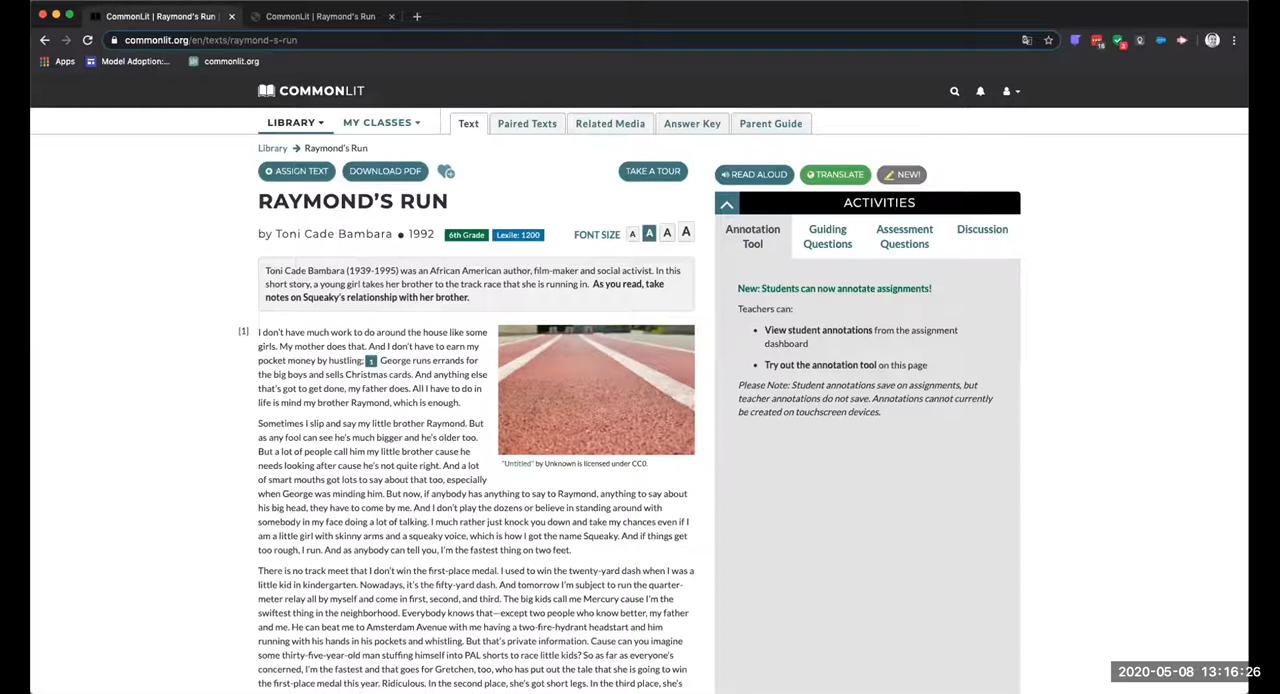 CommonLit | Raymond's Run
CommonLit | Raymond's Run
commonlit.org/en/texts/raymond-s-run
Apps
Model Adoption:...
commonlit.org
COMMONLIT
LIBRARY
MY CLASSES
Text
Paired Texts
Related Media
Answer Key
Parent Guide
Library → Raymond's Run
ASSIGN TEXT
DOWNLOAD PDF
TAKE A TOUR
RAYMOND'S RUN
by Toni Cade Bambara ● 1992
6th Grade
Lexile: 1200
FONT SIZE A A A A
Toni Cade Bambara (1939-1995) was an African American author, film-maker and social activist. In this
short story, a young girl takes her brother to the track race that she is running in. As you read, take
notes on Squeaky's relationship with her brother.
[1]
I don't have much work to do around the house like some
girls. My mother does that. And I don't have to earn my
pocket money by hustling; 1 George runs errands for
the big boys and sells Christmas cards. And anything else
that's got to get done, my father does. All I have to do in
life is mind my brother Raymond, which is enough.
Sometimes I slip and say my little brother Raymond. But
as any fool can see he's much bigger and he's older too.
But a lot of people call him my little brother cause he
needs looking after cause he's not quite right. And a lot
of smart mouths got lots to say about that too, especially
when George was minding him. But now, if anybody has anything to say to Raymond, anything to say about
his big head, they have to come by me. And I don't play the dozens or believe in standing around with
somebody in my face doing a lot of talking. I much rather just knock you down and take my chances even if I
am a little girl with skinny arms and a squeaky voice, which is how I got the name Squeaky. And if things get
too rough, I run. And as anybody can tell you, I'm the fastest thing on two feet.
There is no track meet that I don't win the first-place medal. I used to win the twenty-yard dash when I was a
little kid in kindergarten. Nowadays, it's the fifty-yard dash. And tomorrow I'm subject to run the quarter-
meter relay all by myself and come in first, second, and third. The big kids call me Mercury cause I'm the
swiftest thing in the neighborhood. Everybody knows that—except two people who know better, my father
and me. He can beat me to Amsterdam Avenue with me having a two-fire-hydrant headstart and him
running with his hands in his pockets and whistling. But that's private information. Cause can you imagine
some thirty-five-year-old man stuffing himself into PAL shorts to race little kids? So as far as everyone's
concerned, I'm the fastest and that goes for Gretchen, too, who has put out the tale that she is going to win
the first-place medal this year. Ridiculous. In the second place, she's got short legs. In the third place, she's
"Untitled" by Unknown is licensed under CC0.
READ ALOUD
TRANSLATE
NEW!
ACTIVITIES
Annotation
Tool
Guiding
Questions
Assessment
Questions
Discussion
New: Students can now annotate assignments!
Teachers can:
• View student annotations from the assignment
dashboard
• Try out the annotation tool on this page
Please Note: Student annotations save on assignments, but
teacher annotations do not save. Annotations cannot currently
be created on touchscreen devices.
2020-05-08 13:16:26